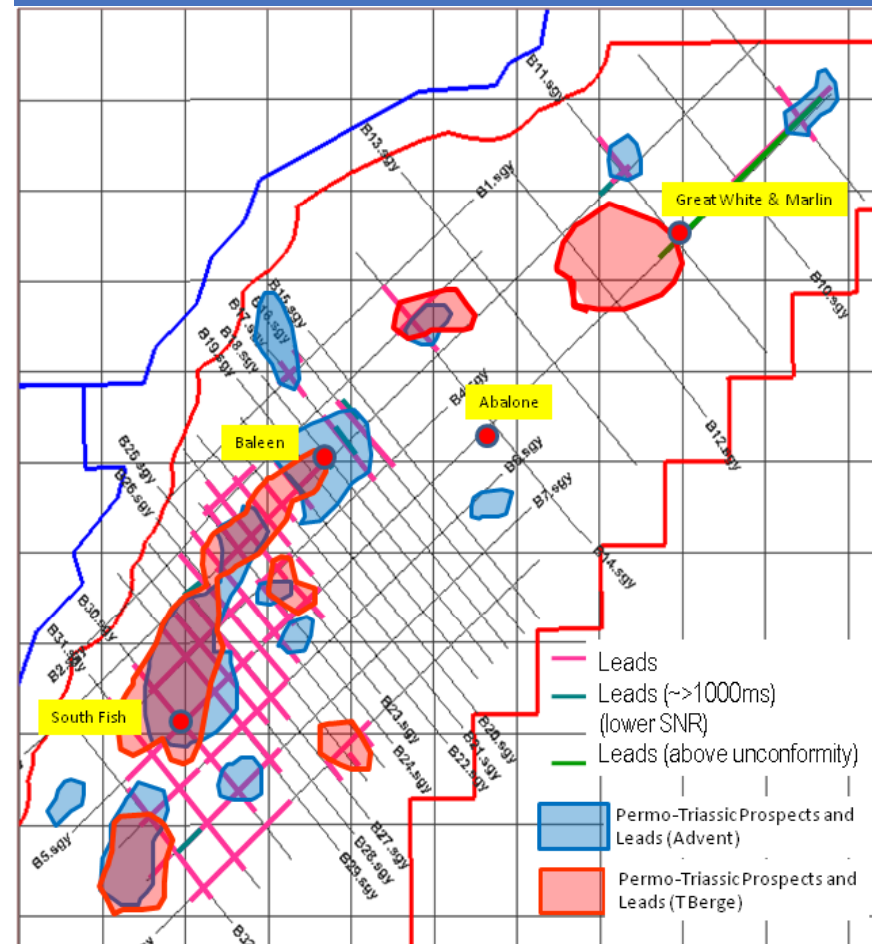 B11.sgy
B13.sgy
B1.sgy
Great White & Marlin
B10.sgy
B15.sgy
B16.sgy
B17.sgy
B18.sgy
B19.sgy
Abalone
Baleen
B12.sgy
B6.sgy
B7.sgy
B25.sgy
B26.sgy
B14.sgy
B30.sgy
B31.sgy
South Fish
B23.sgy
B24.sgy
B20.sgy
B21.sgy
B22.sgy
B5.sgy
B27.sgy
B28.sgy
B29.sgy
Leads
Leads (~>1000ms)
(lower SNR)
Leads (above unconformity)
Permo-Triassic Prospects and
Leads (Advent)
Permo-Triassic Prospects and
Leads (TBerge)